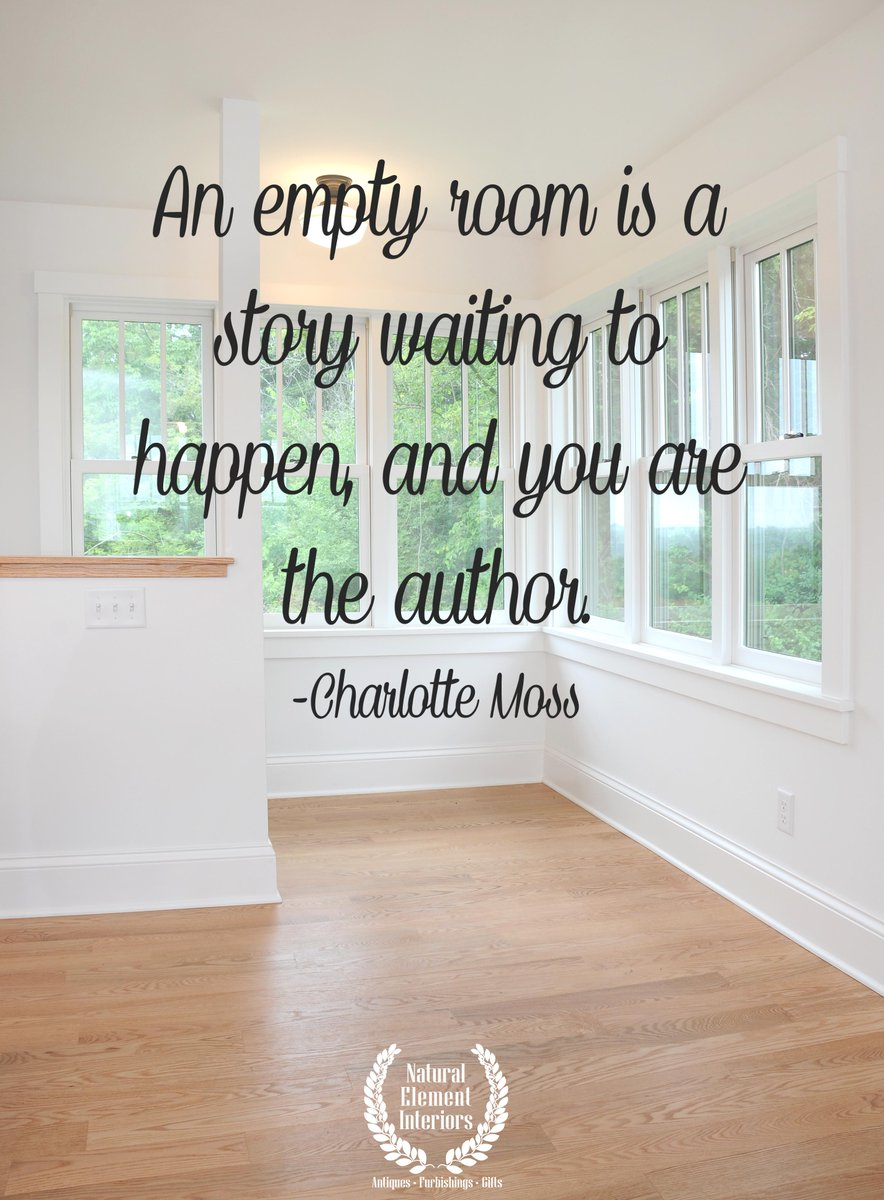 An empty room is a
story waiting to
happen, and you are
the author.
-Charlotte Moss
Natural
Element
Interiors
Antiques • Furbishings • Gifts